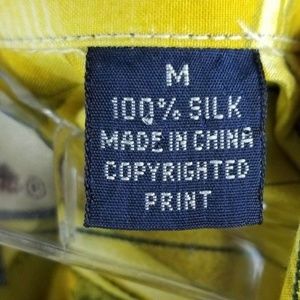 M
100% SILK
MADE IN CHINA
COPYRIGHTED
PRINT